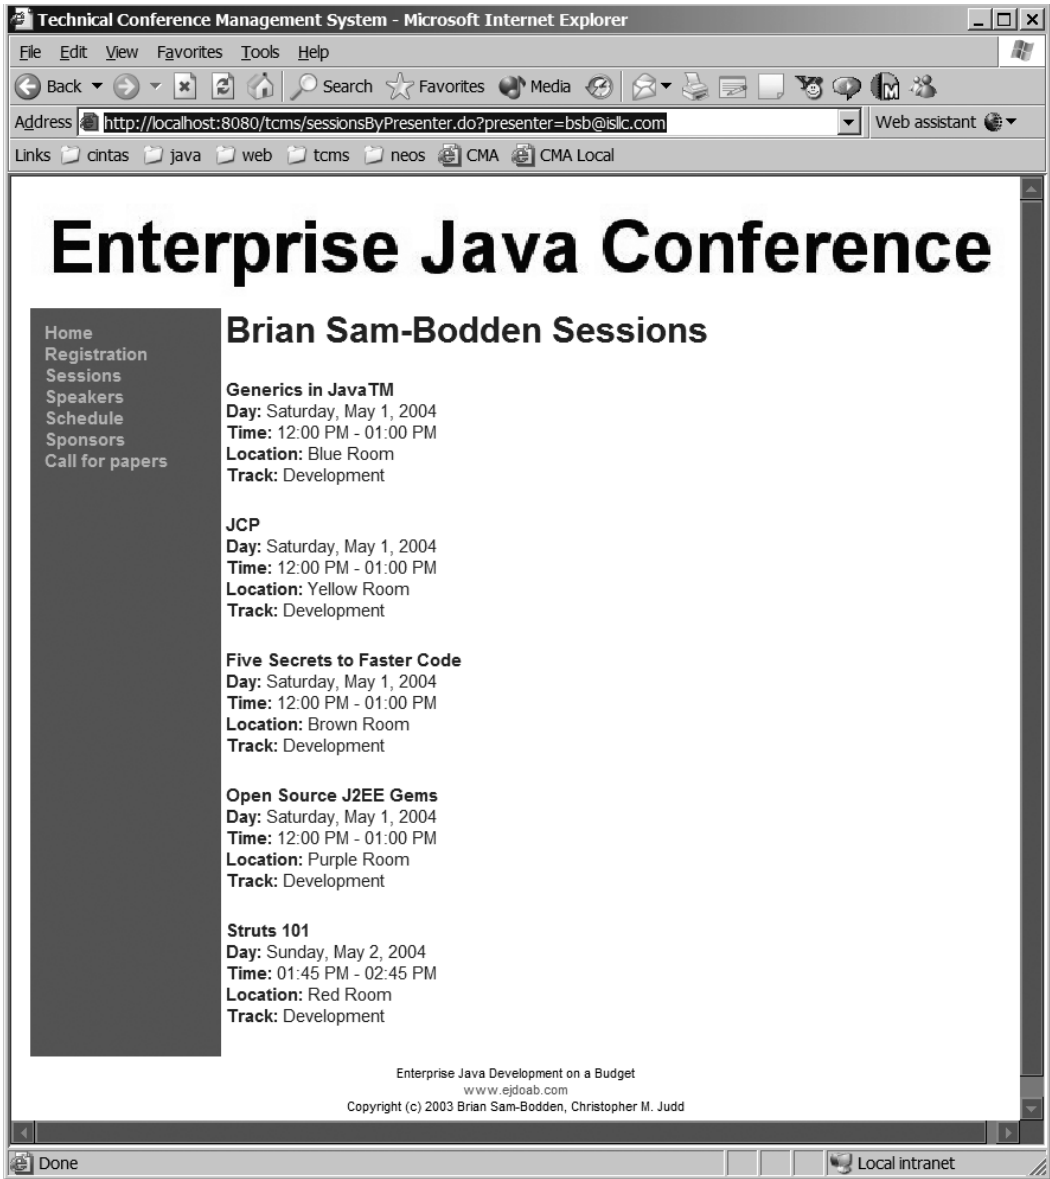 Technical Conference Management System - Microsoft Internet Explorer
File Edit View Favorites Tools Help
Back Search Favorites Media
Address http://localhost:8080/tcms/sessionsByPresenter.do?presenter=bsb@isllc.com Web assistant
Links cintas java web tcms neos CMA CMA Local
Enterprise Java Conference
Home
Registration
Sessions
Speakers
Schedule
Sponsors
Call for papers
Brian Sam-Bodden Sessions
Generics in JavaTM
Day: Saturday, May 1, 2004
Time: 12:00 PM - 01:00 PM
Location: Blue Room
Track: Development
JCP
Day: Saturday, May 1, 2004
Time: 12:00 PM - 01:00 PM
Location: Yellow Room
Track: Development
Five Secrets to Faster Code
Day: Saturday, May 1, 2004
Time: 12:00 PM - 01:00 PM
Location: Brown Room
Track: Development
Open Source J2EE Gems
Day: Saturday, May 1, 2004
Time: 12:00 PM - 01:00 PM
Location: Purple Room
Track: Development
Struts 101
Day: Sunday, May 2, 2004
Time: 01:45 PM - 02:45 PM
Location: Red Room
Track: Development
Enterprise Java Development on a Budget
www.ejdoab.com
Copyright (c) 2003 Brian Sam-Bodden, Christopher M. Judd
Done Local intranet